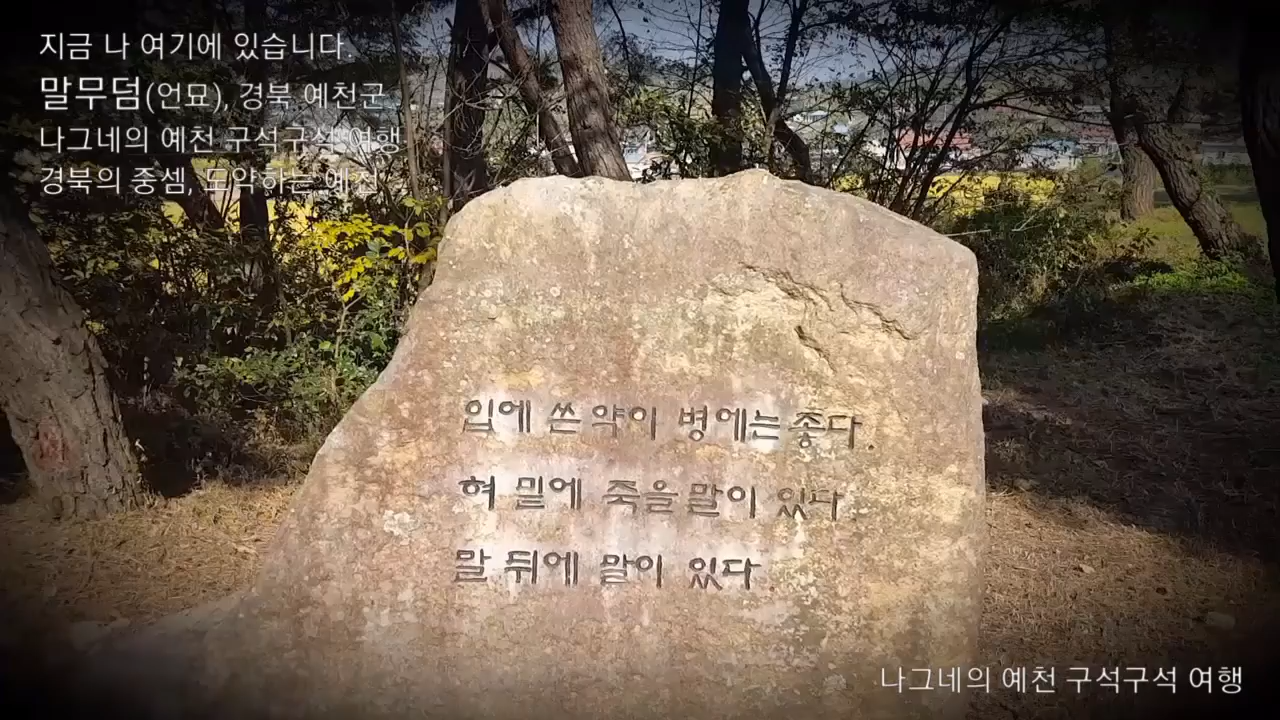 지금 나 여기에 있습니다.
말무덤(언묘), 경북 예천군
나그네의 예천 구석구석 여행
경북의 중셈, 도약하는 예천
입에 쓴 약이 병에는 좋다.
혀 밑에 죽을 말이 있다.
말 뒤에 말이 있다.
나그네의 예천 구석구석 여행